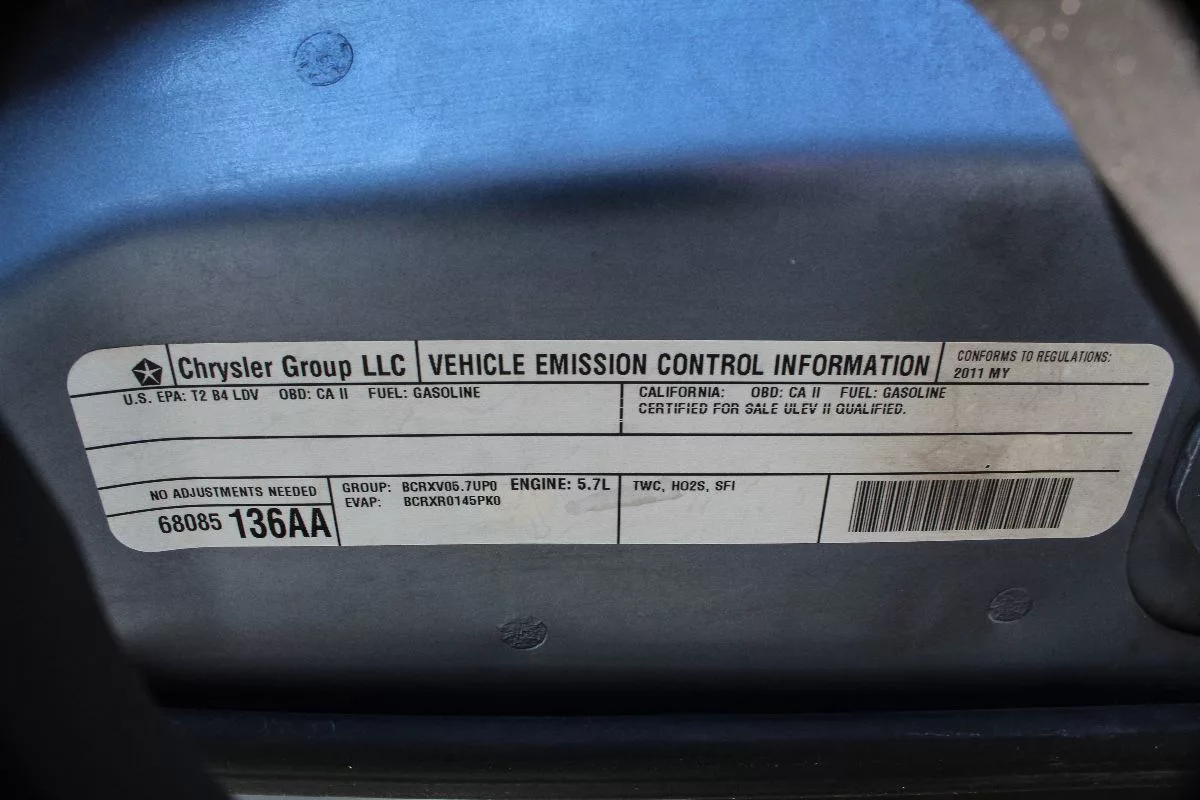 Chrysler Group LLC
VEHICLE EMISSION CONTROL INFORMATION
CONFORMS TO REGULATIONS:
2011 MY
U.S. EPA: T2 B4 LDV OBD: CA II FUEL: GASOLINE
CALIFORNIA: OBD: CA II FUEL: GASOLINE
CERTIFIED FOR SALE ULEV II QUALIFIED.
NO ADJUSTMENTS NEEDED
68085 136AA
GROUP: BCRXV05.7UP0 ENGINE: 5.7L
EVAP: BCRXR0145PK0
TWC, HO2S, SFI